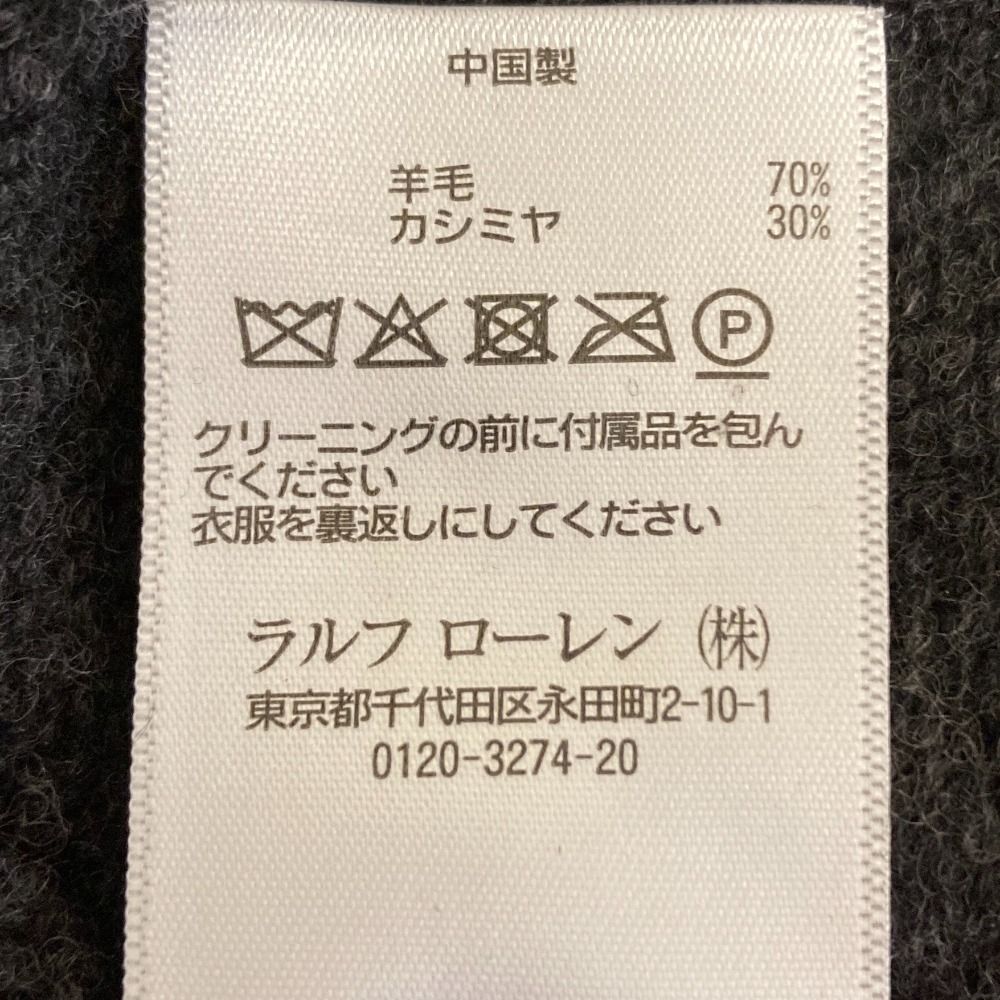 中国製
羊毛 70%
カシミヤ 30%
P
クリーニングの前に付属品を包ん
でください
衣服を裏返しにしてください
ラルフ ローレン (株)
東京都千代田区永田町2-10-1
0120-3274-20